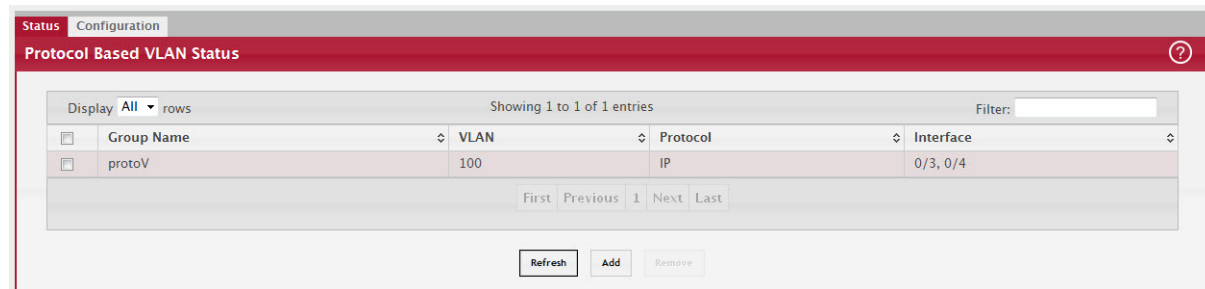 Status Configuration
Protocol Based VLAN Status ?
Display All rows Showing 1 to 1 of 1 entries Filter:
Group Name VLAN Protocol Interface
protoV 100 IP 0/3, 0/4
First Previous 1 Next Last
Refresh Add Remove